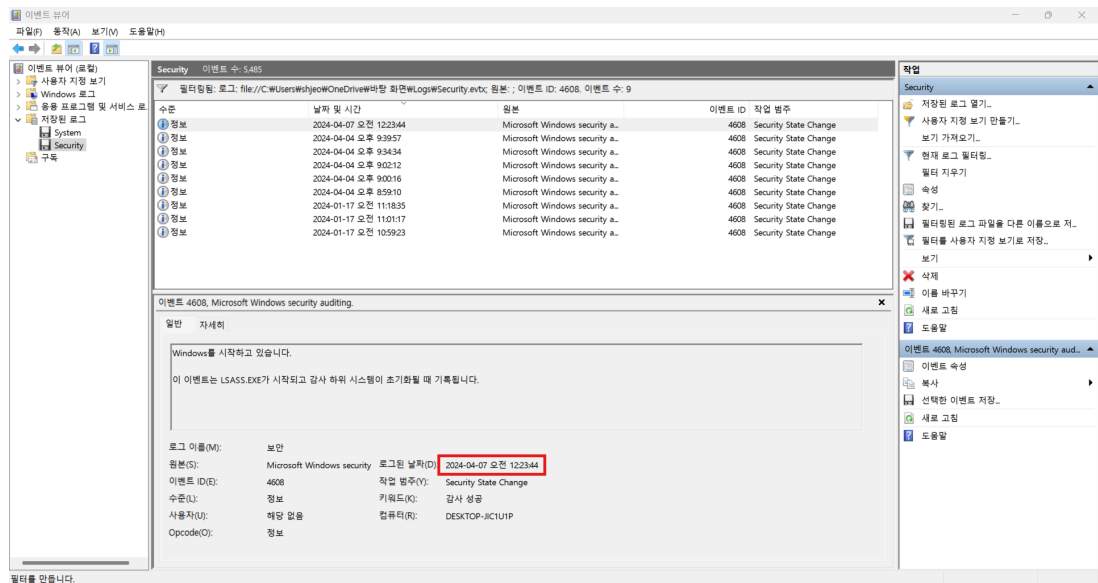 이벤트 뷰어
파일(F) 동작(A) 보기(V) 도움말(H)
이벤트 뷰어 (로컬)
사용자 지정 보기
Windows 로그
응용 프로그램 및 서비스 로
저장된 로그
System
Security
구독
Security 이벤트 수: 5,485
필터링됨: 로그: file://C:₩Users₩shjeo₩OneDrive₩바탕 화면₩Logs₩Security.evtx; 원본: ; 이벤트 ID: 4608. 이벤트 수: 9
수준 날짜 및 시간 원본 이벤트 ID 작업 범주
정보 2024-04-07 오전 12:23:44 Microsoft Windows security a... 4608 Security State Change
정보 2024-04-04 오후 9:39:57 Microsoft Windows security a... 4608 Security State Change
정보 2024-04-04 오후 9:34:34 Microsoft Windows security a... 4608 Security State Change
정보 2024-04-04 오후 9:02:12 Microsoft Windows security a... 4608 Security State Change
정보 2024-04-04 오후 9:00:16 Microsoft Windows security a... 4608 Security State Change
정보 2024-04-04 오후 8:59:10 Microsoft Windows security a... 4608 Security State Change
정보 2024-01-17 오전 11:18:35 Microsoft Windows security a... 4608 Security State Change
정보 2024-01-17 오전 11:01:17 Microsoft Windows security a... 4608 Security State Change
정보 2024-01-17 오전 10:59:23 Microsoft Windows security a... 4608 Security State Change
이벤트 4608, Microsoft Windows security auditing.
일반 자세히
Windows를 시작하고 있습니다.
이 이벤트는 LSASS.EXE가 시작되고 감사 하위 시스템이 초기화될 때 기록됩니다.
로그 이름(M): 보안
원본(S): Microsoft Windows security 로그된 날짜(D): 2024-04-07 오전 12:23:44
이벤트 ID(E): 4608 작업 범주(Y): Security State Change
수준(L): 정보 키워드(K): 감사 성공
사용자(U): 해당 없음 컴퓨터(R): DESKTOP-JIC1U1P
Opcode(O): 정보
작업
Security
저장된 로그 열기...
사용자 지정 보기 만들기...
보기 가져오기...
현재 로그 필터링...
필터 지우기
속성
찾기...
필터링된 로그 파일을 다른 이름으로 저...
필터를 사용자 지정 보기로 저장...
보기
삭제
이름 바꾸기
새로 고침
도움말
이벤트 4608, Microsoft Windows security aud...
이벤트 속성
복사
선택한 이벤트 저장...
새로 고침
도움말
필터를 만듭니다.